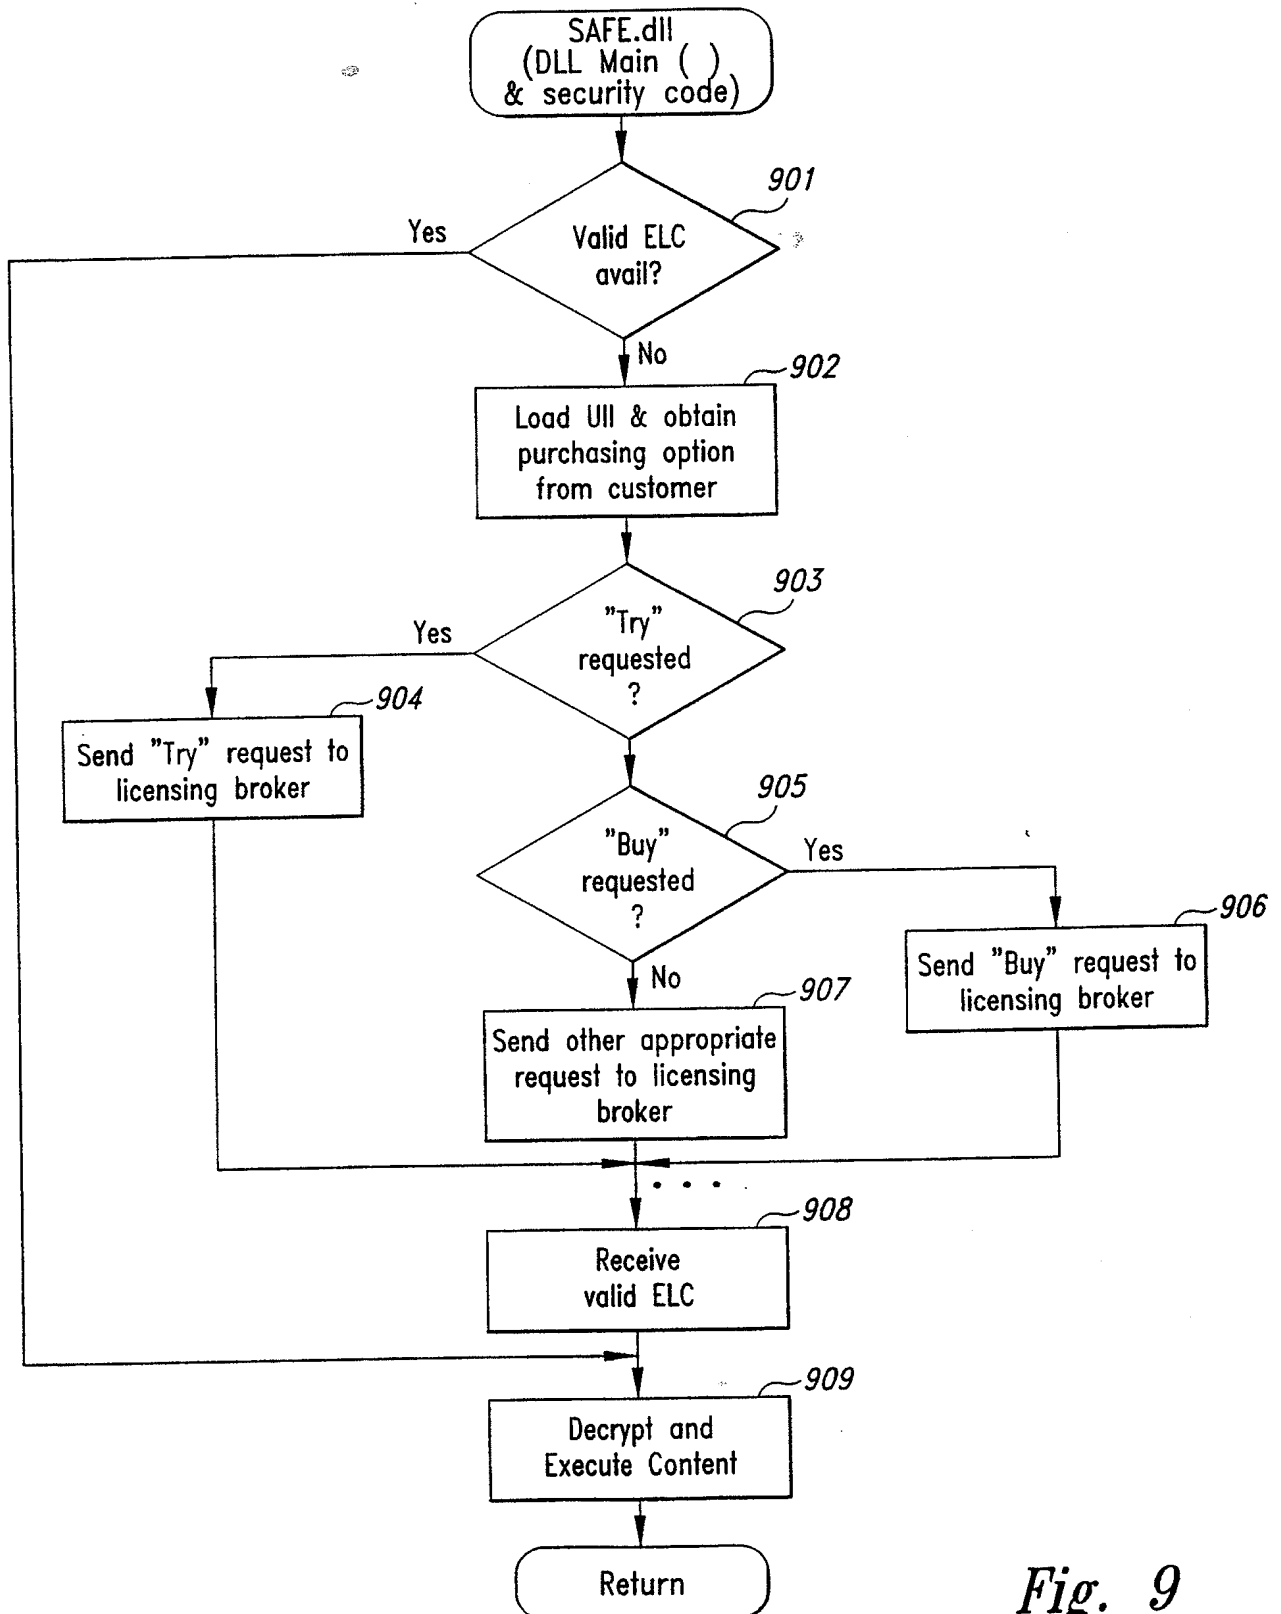 SAFE.dll
(DLL Main ( )
& security code)
901
Yes
Valid ELC
avail?
No
902
Load UII & obtain
purchasing option
from customer
903
Yes
"Try"
requested
?
904
Send "Try" request to
licensing broker
905
"Buy"
requested
?
Yes
906
Send "Buy" request to
licensing broker
No
907
Send other appropriate
request to licensing
broker
• • •
908
Receive
valid ELC
909
Decrypt and
Execute Content
Return
Fig. 9